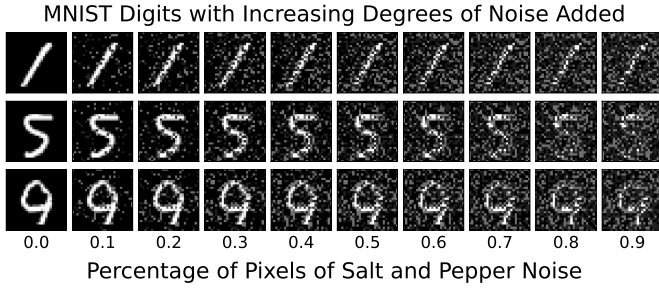 MNIST Digits with Increasing Degrees of Noise Added
0.0 0.1 0.2 0.3 0.4 0.5 0.6 0.7 0.8 0.9
Percentage of Pixels of Salt and Pepper Noise